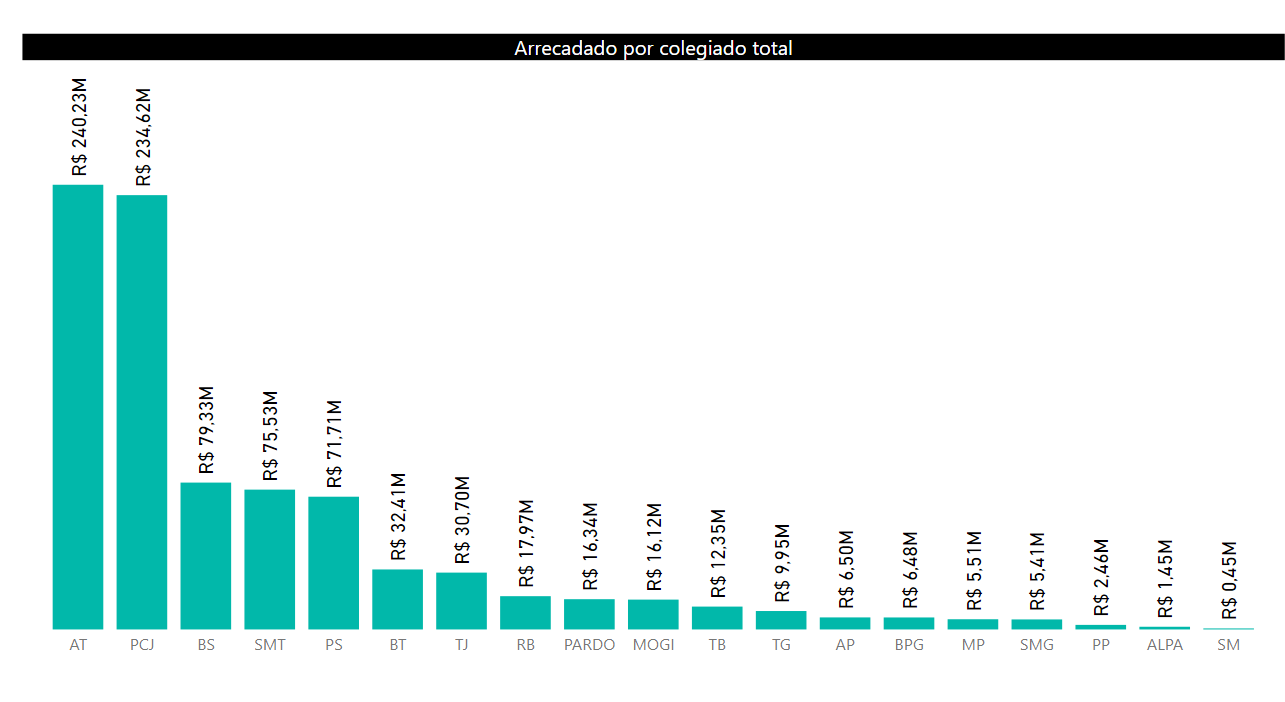 Arrecadado por colegiado total
R$ 240,23M
R$ 234,62M
R$ 79,33M
R$ 75,53M
R$ 71,71M
R$ 32,41M
R$ 30,70M
R$ 17,97M
R$ 16,34M
R$ 16,12M
R$ 12,35M
R$ 9,95M
R$ 6,50M
R$ 6,48M
R$ 5,51M
R$ 5,41M
R$ 2,46M
R$ 1,45M
R$ 0,45M
AT PCJ BS SMT PS BT TJ RB PARDO MOGI TB TG AP BPG MP SMG PP ALPA SM